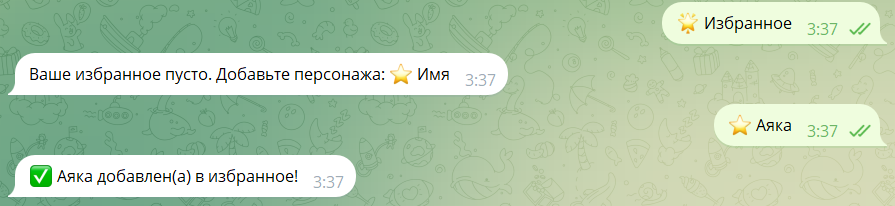 🌟 Избранное 3:37
Ваше избранное пусто. Добавьте персонажа: ⭐ Имя 3:37
⭐ Аяка 3:37
✅ Аяка добавлен(а) в избранное! 3:37